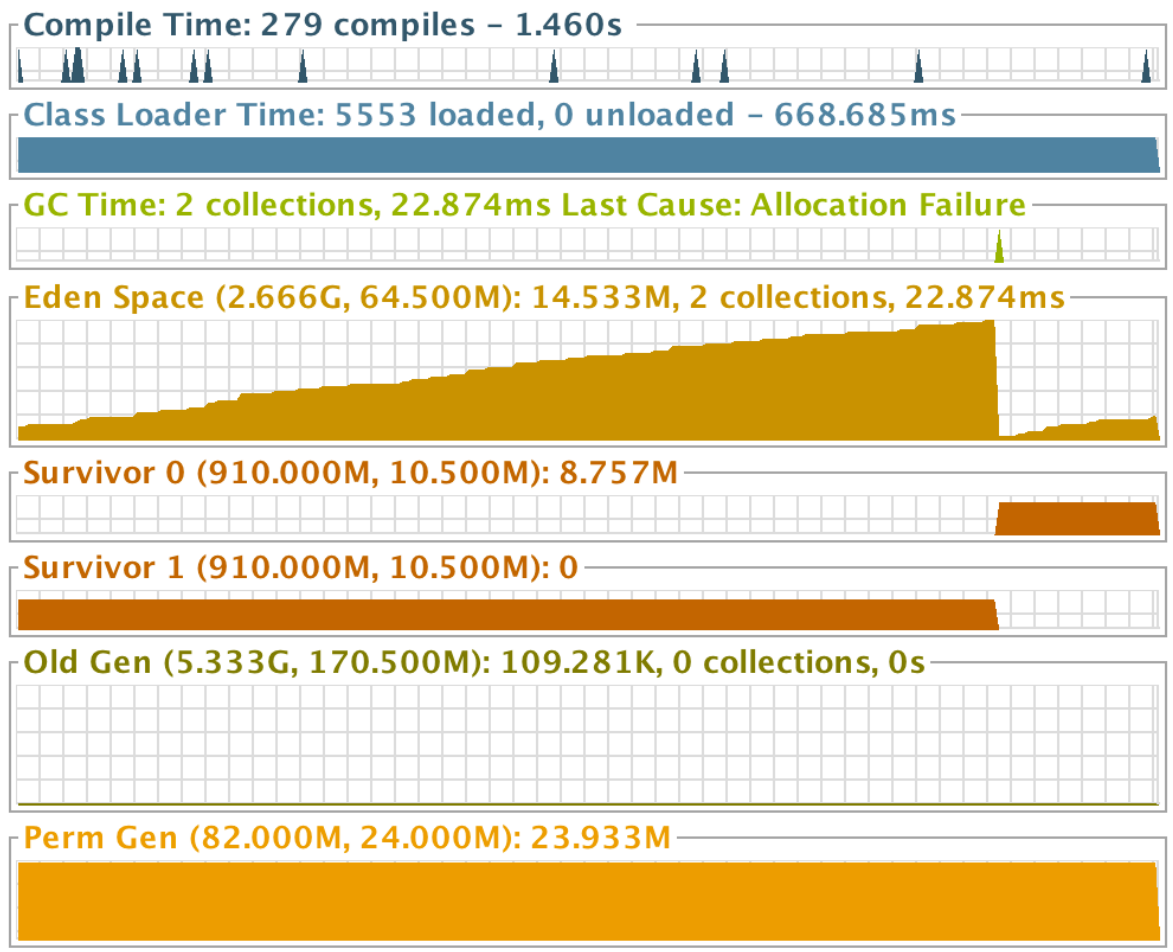 Compile Time: 279 compiles – 1.460s
Class Loader Time: 5553 loaded, 0 unloaded – 668.685ms
GC Time: 2 collections, 22.874ms Last Cause: Allocation Failure
Eden Space (2.666G, 64.500M): 14.533M, 2 collections, 22.874ms
Survivor 0 (910.000M, 10.500M): 8.757M
Survivor 1 (910.000M, 10.500M): 0
Old Gen (5.333G, 170.500M): 109.281K, 0 collections, 0s
Perm Gen (82.000M, 24.000M): 23.933M